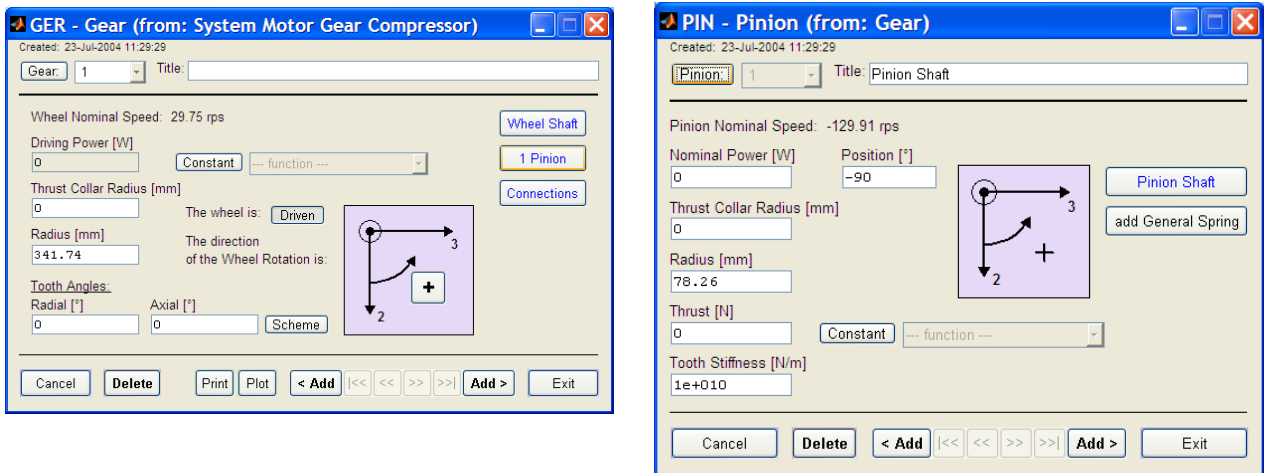 GER - Gear (from: System Motor Gear Compressor)
Created: 23-Jul-2004 11:29:29
Gear: 1 Title:
Wheel Nominal Speed: 29.75 rps
Wheel Shaft
Driving Power [W]
0 Constant --- function ---
1 Pinion
Thrust Collar Radius [mm]
Connections
0 The wheel is: Driven
Radius [mm]
341.74
The direction
of the Wheel Rotation is:
3
+
2
Tooth Angles:
Radial [°] Axial [°]
0 0 Scheme
Cancel Delete Print Plot < Add |<< << >> >>| Add > Exit
PIN - Pinion (from: Gear)
Created: 23-Jul-2004 11:29:29
Pinion: 1 Title: Pinion Shaft
Pinion Nominal Speed: -129.91 rps
Nominal Power [W] Position [°]
0 -90
Pinion Shaft
Thrust Collar Radius [mm]
0
3
add General Spring
Radius [mm]
78.26
+
2
Thrust [N]
0 Constant --- function ---
Tooth Stiffness [N/m]
1e+010
Cancel Delete < Add |<< << >> >>| Add > Exit